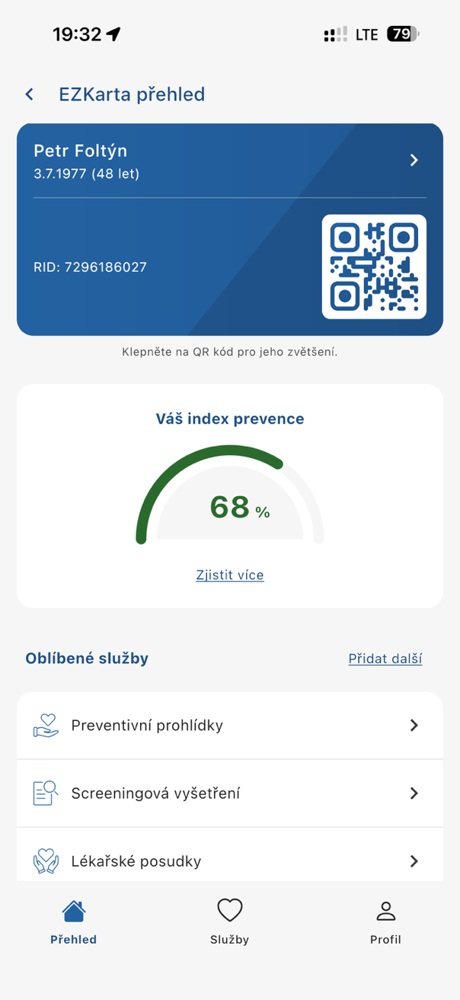 19:32
LTE
79
EZKarta přehled
Petr Foltýn
3.7.1977 (48 let)
RID: 7296186027
Klepněte na QR kód pro jeho zvětšení.
Váš index prevence
68 %
Zjistit více
Oblíbené služby
Přidat další
Preventivní prohlídky
Screeningová vyšetření
Lékařské posudky
Přehled
Služby
Profil